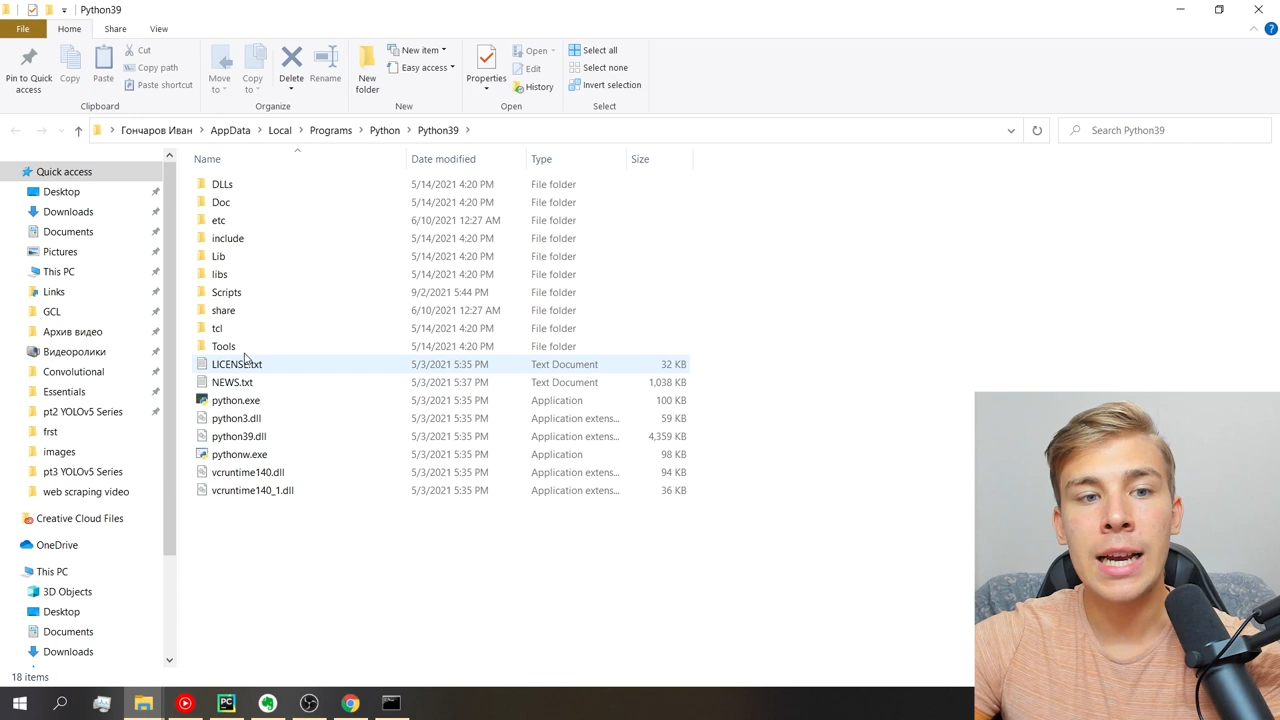 Python39
File Home Share View
Pin to Quick access
Copy
Paste
Cut
Copy path
Paste shortcut
Clipboard
Move to
Copy to
Delete
Rename
Organize
New folder
New item
Easy access
New
Properties
Open
Edit
History
Open
Select all
Select none
Invert selection
Select
Гончаров Иван AppData Local Programs Python Python39
Search Python39
Quick access
Desktop
Downloads
Documents
Pictures
This PC
Links
GCL
Архив видео
Видеоролики
Convolutional
Essentials
pt2 YOLOv5 Series
frst
images
pt3 YOLOv5 Series
web scraping video
Creative Cloud Files
OneDrive
This PC
3D Objects
Desktop
Documents
Downloads
Name Date modified Type Size
DLLs 5/14/2021 4:20 PM File folder
Doc 5/14/2021 4:20 PM File folder
etc 6/10/2021 12:27 AM File folder
include 5/14/2021 4:20 PM File folder
Lib 5/14/2021 4:20 PM File folder
libs 5/14/2021 4:20 PM File folder
Scripts 9/2/2021 5:44 PM File folder
share 6/10/2021 12:27 AM File folder
tcl 5/14/2021 4:20 PM File folder
Tools 5/14/2021 4:20 PM File folder
LICENSE.txt 5/3/2021 5:35 PM Text Document 32 KB
NEWS.txt 5/3/2021 5:37 PM Text Document 1,038 KB
python.exe 5/3/2021 5:35 PM Application 100 KB
python3.dll 5/3/2021 5:35 PM Application extens... 59 KB
python39.dll 5/3/2021 5:35 PM Application extens... 4,359 KB
pythonw.exe 5/3/2021 5:35 PM Application 98 KB
vcruntime140.dll 5/3/2021 5:35 PM Application extens... 94 KB
vcruntime140_1.dll 5/3/2021 5:35 PM Application extens... 36 KB
18 items
PC